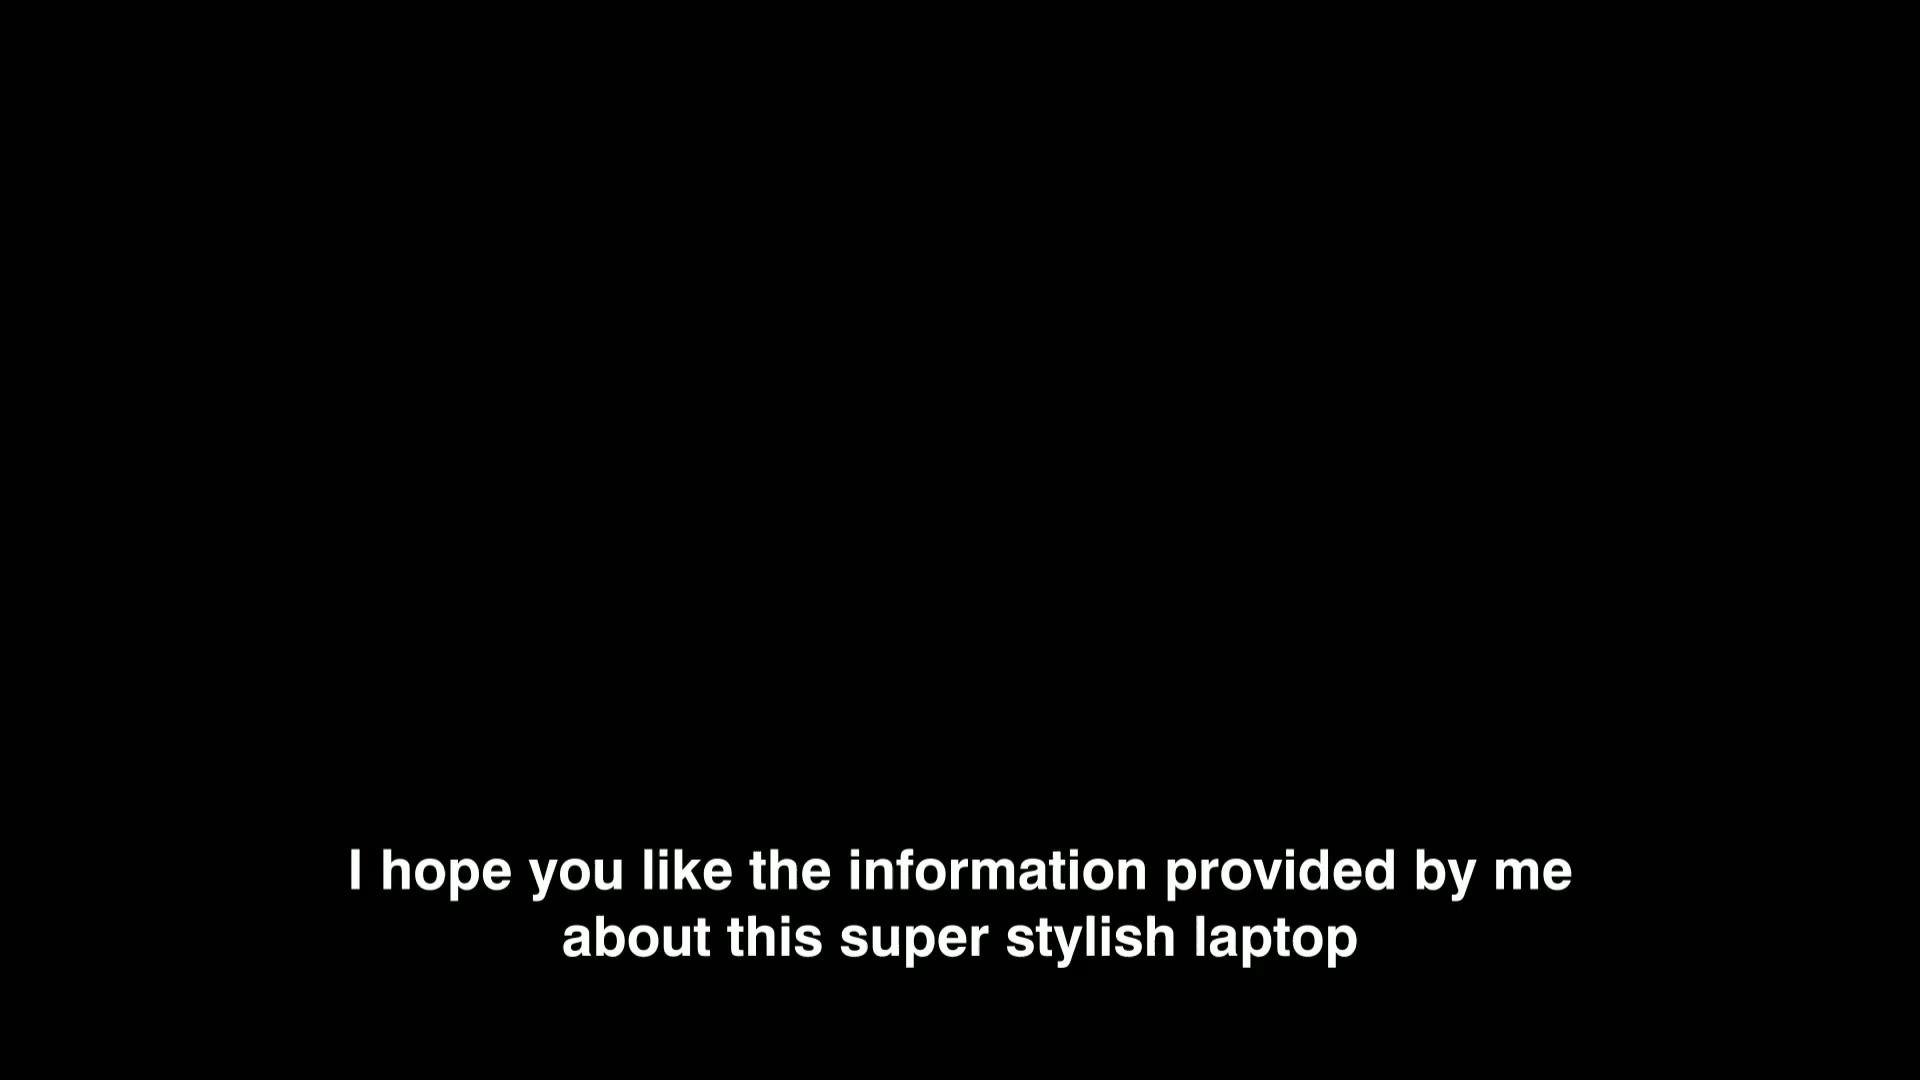 I hope you like the information provided by me
about this super stylish laptop